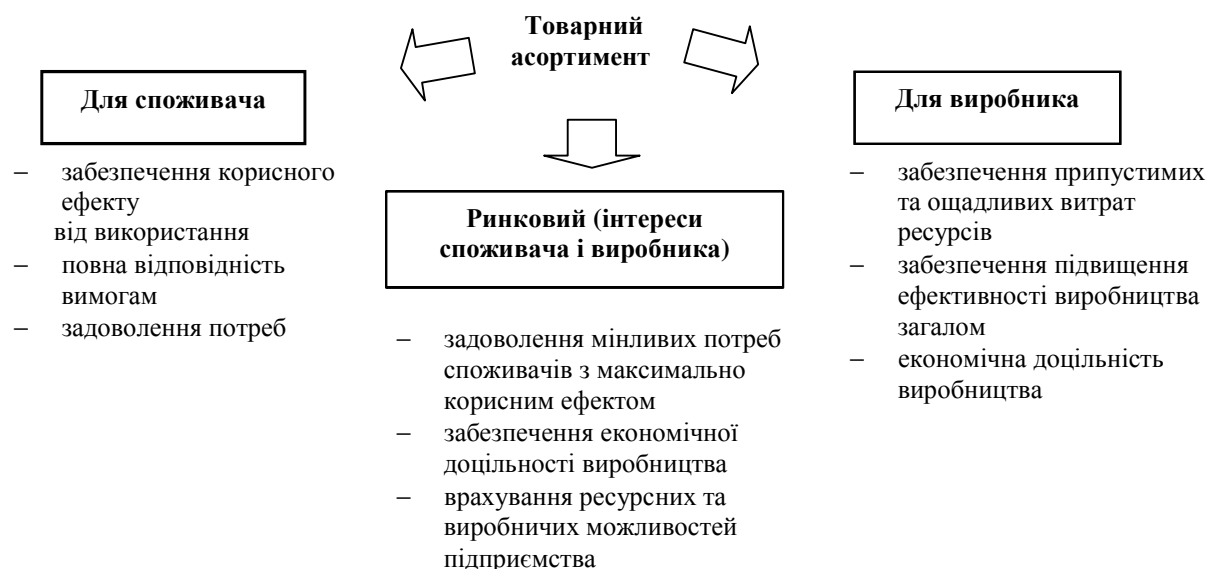 Товарний
асортимент
Для споживача
– забезпечення корисного
ефекту
від використання
– повна відповідність
вимогам
– задоволення потреб
Ринковий (інтереси
споживача і виробника)
– задоволення мінливих потреб
споживачів з максимально
корисним ефектом
– забезпечення економічної
доцільності виробництва
– врахування ресурсних та
виробничих можливостей
підприємства
Для виробника
– забезпечення припустимих
та ощадливих витрат
ресурсів
– забезпечення підвищення
ефективності виробництва
загалом
– економічна доцільність
виробництва